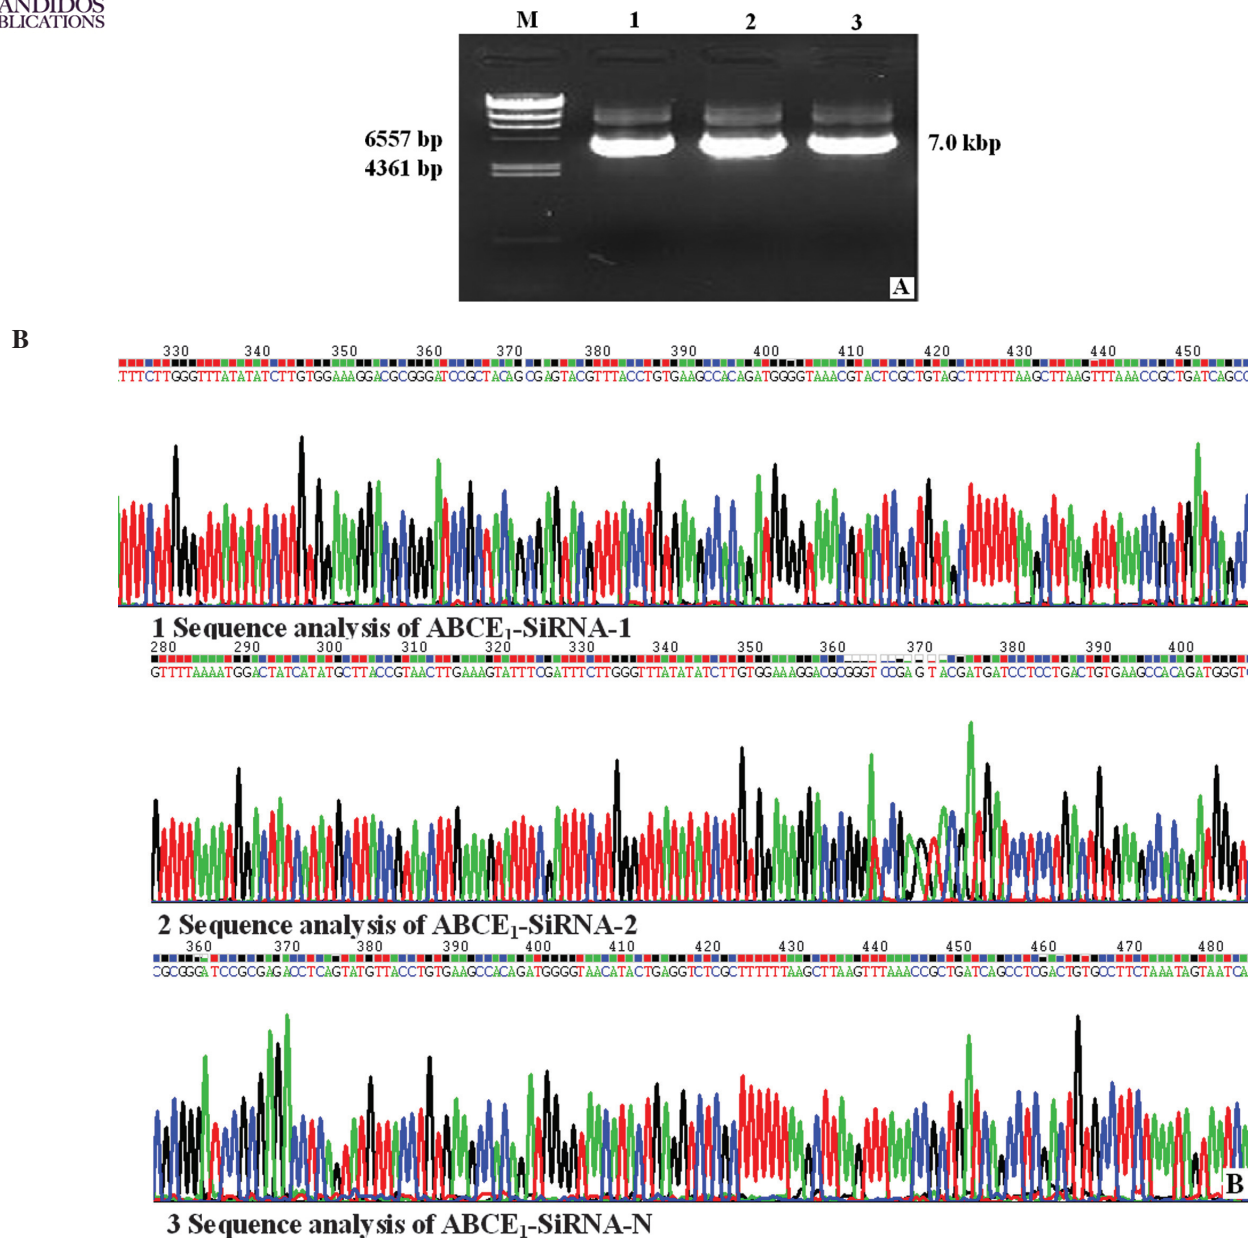 ANDIDOS
BLICATIONS
M 1 2 3
6557 bp
4361 bp
7.0 kbp
A
B
330 340 350 360 370 380 390 400 410 420 430 440 450
TTTCTTGGGTTTATATATCTTGTGGAAAGGACGCGGGATCCGCTACAGCGAGTACGTTTACCTGTGAAGCCACAGATGGGGTAAACGTACTCGCTGTAGCTTTTTTAAGCTTAAGTTTAAACCGCTGATCAGCC
1 Sequence analysis of ABCE1-SiRNA-1
280 290 300 310 320 330 340 350 360 370 380 390 400
GTTTTAAAATGGACTATCATATGCTTACCGTAACTTGAAAGTATTTCGATTTCTTGGGTTTATATATCTTGTGGAAAGGACGCGGGTCCGAGTACGATGATCCTCCTGACTGTGAAGCCACAGATGGGTC
2 Sequence analysis of ABCE1-SiRNA-2
360 370 380 390 400 410 420 430 440 450 460 470 480
CGCGGGATCCGCGAGACCTCAGTATGTTACCTGTGAAGCCACAGATGGGGTAACATACTGAGGTCTCGCTTTTTTAAGCTTAAGTTTAAACCGCTGATCAGCCTCGACTGTGCCTTCTAAATAGTAATCA
B
3 Sequence analysis of ABCE1-SiRNA-N